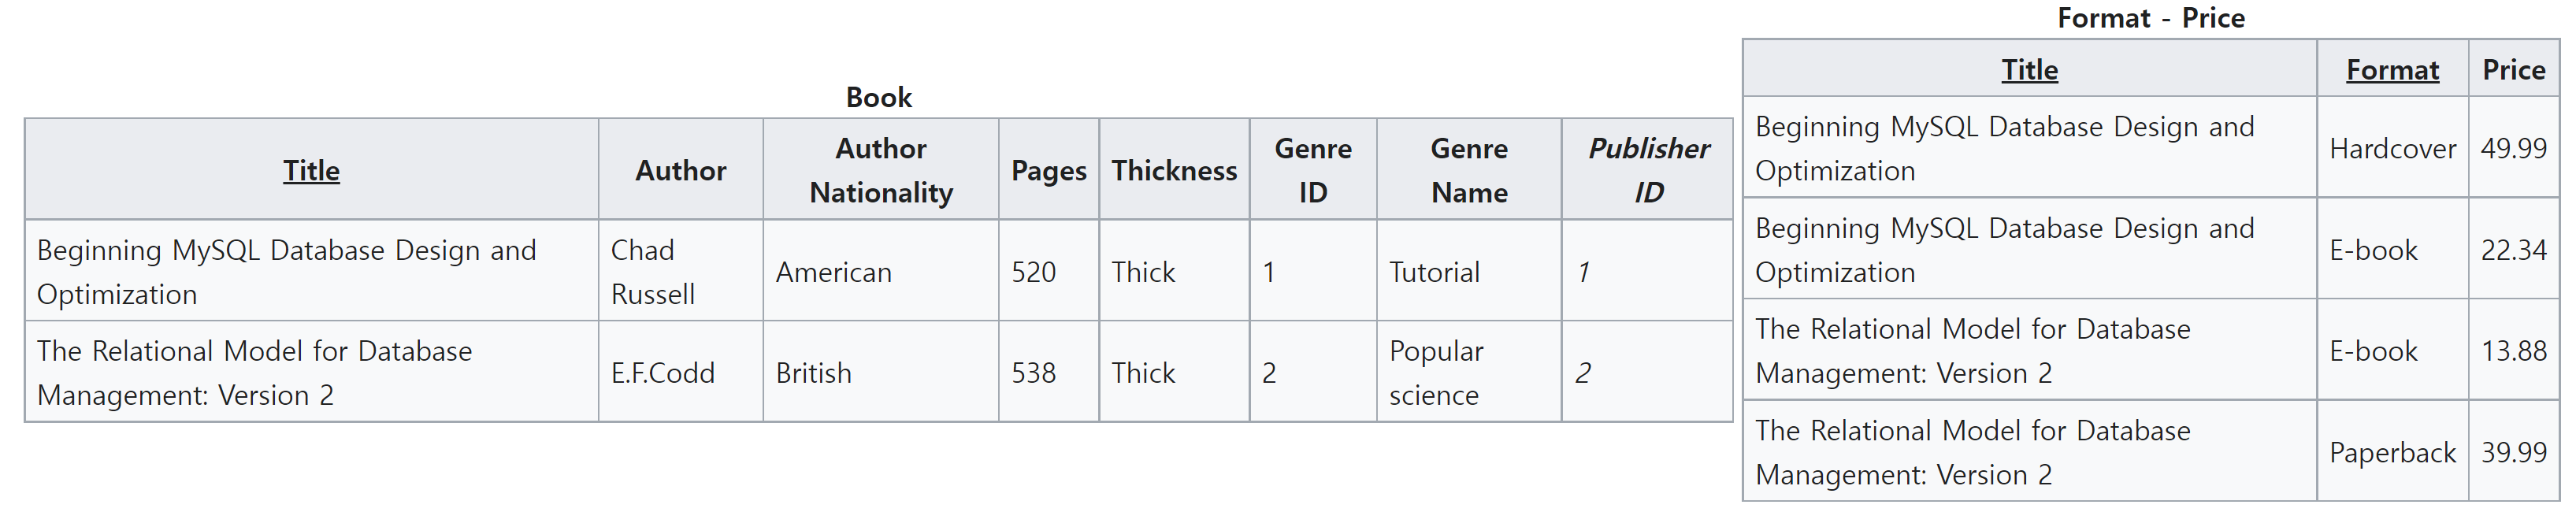 Book
Title
Author
Author
Nationality
Pages
Thickness
Genre
ID
Genre
Name
Publisher
ID
Beginning MySQL Database Design and
Optimization
Chad
Russell
American
520
Thick
1
Tutorial
1
The Relational Model for Database
Management: Version 2
E.F.Codd
British
538
Thick
2
Popular
science
2
Format - Price
Title
Format
Price
Beginning MySQL Database Design and
Optimization
Hardcover
49.99
Beginning MySQL Database Design and
Optimization
E-book
22.34
The Relational Model for Database
Management: Version 2
E-book
13.88
The Relational Model for Database
Management: Version 2
Paperback
39.99